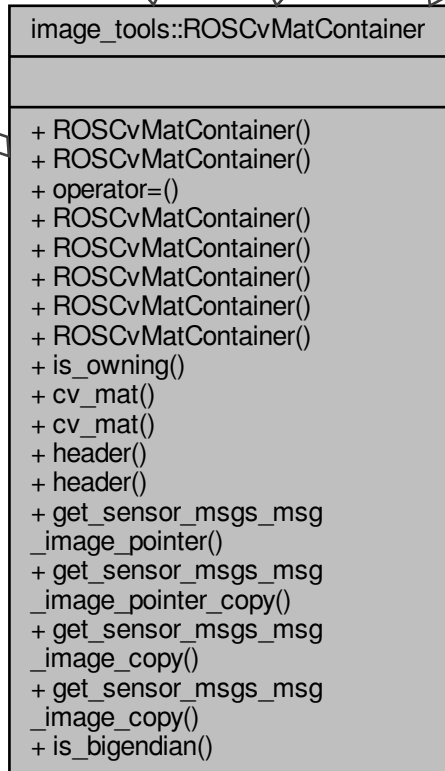 image_tools::ROSCvMatContainer
+ ROSCvMatContainer()
+ ROSCvMatContainer()
+ operator=()
+ ROSCvMatContainer()
+ ROSCvMatContainer()
+ ROSCvMatContainer()
+ ROSCvMatContainer()
+ ROSCvMatContainer()
+ is_owning()
+ cv_mat()
+ cv_mat()
+ header()
+ header()
+ get_sensor_msgs_msg
_image_pointer()
+ get_sensor_msgs_msg
_image_pointer_copy()
+ get_sensor_msgs_msg
_image_copy()
+ get_sensor_msgs_msg
_image_copy()
+ is_bigendian()